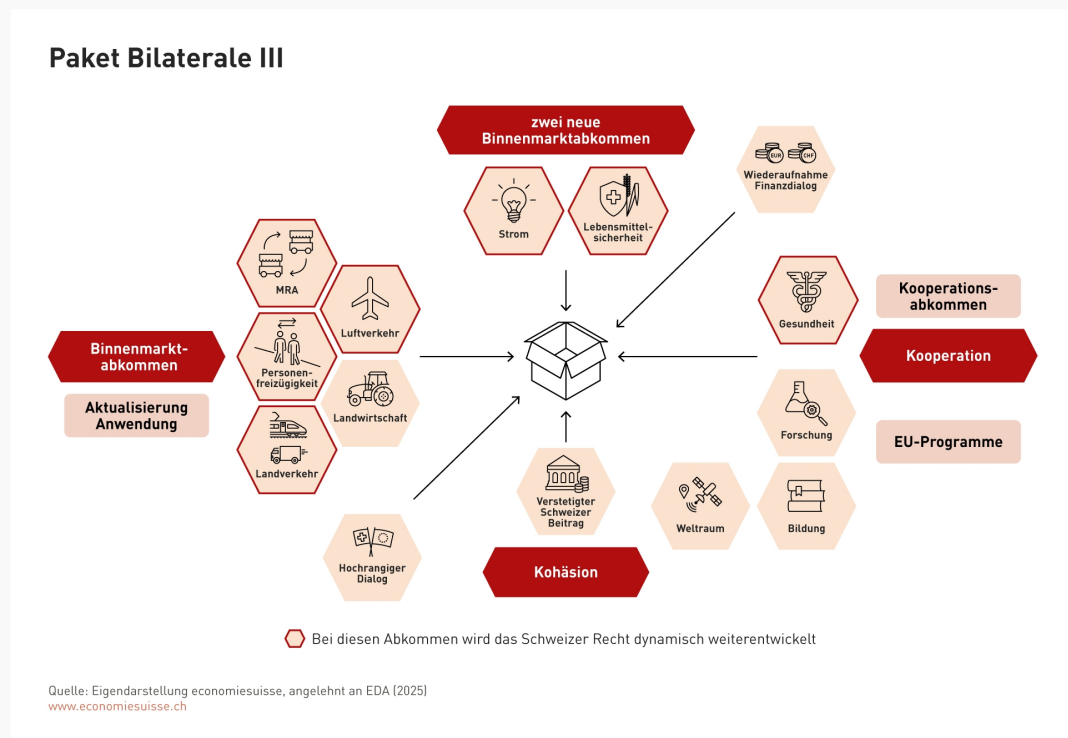 Paket Bilaterale III
zwei neue
Binnenmarktabkommen
EUR
CHF
Wiederaufnahme
Finanzdialog
Strom
Lebensmittel-
sicherheit
MRA
Luftverkehr
Personen-
freizügigkeit
Landwirtschaft
Landverkehr
Binnenmarkt-
abkommen
Aktualisierung
Anwendung
Gesundheit
Kooperations-
abkommen
Kooperation
Forschung
EU-Programme
Verstetigter
Schweizer
Beitrag
Weltraum
Bildung
Hochrangiger
Dialog
Kohäsion
Bei diesen Abkommen wird das Schweizer Recht dynamisch weiterentwickelt
Quelle: Eigendarstellung economiesuisse, angelehnt an EDA (2025)
www.economiesuisse.ch